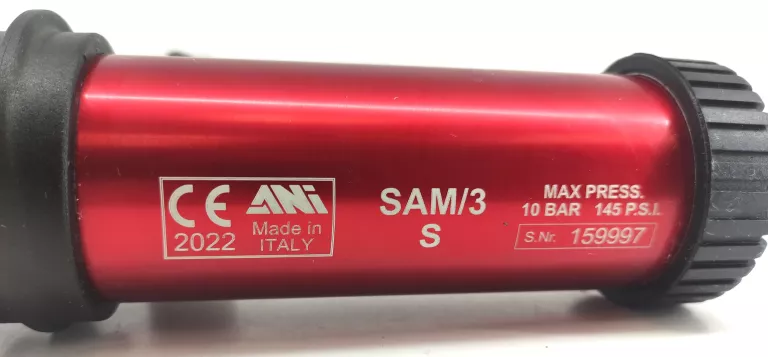 CE ANi
2022 Made in
ITALY
SAM/3
S
MAX PRESS.
10 BAR 145 P.S.I.
S.Nr. 159997